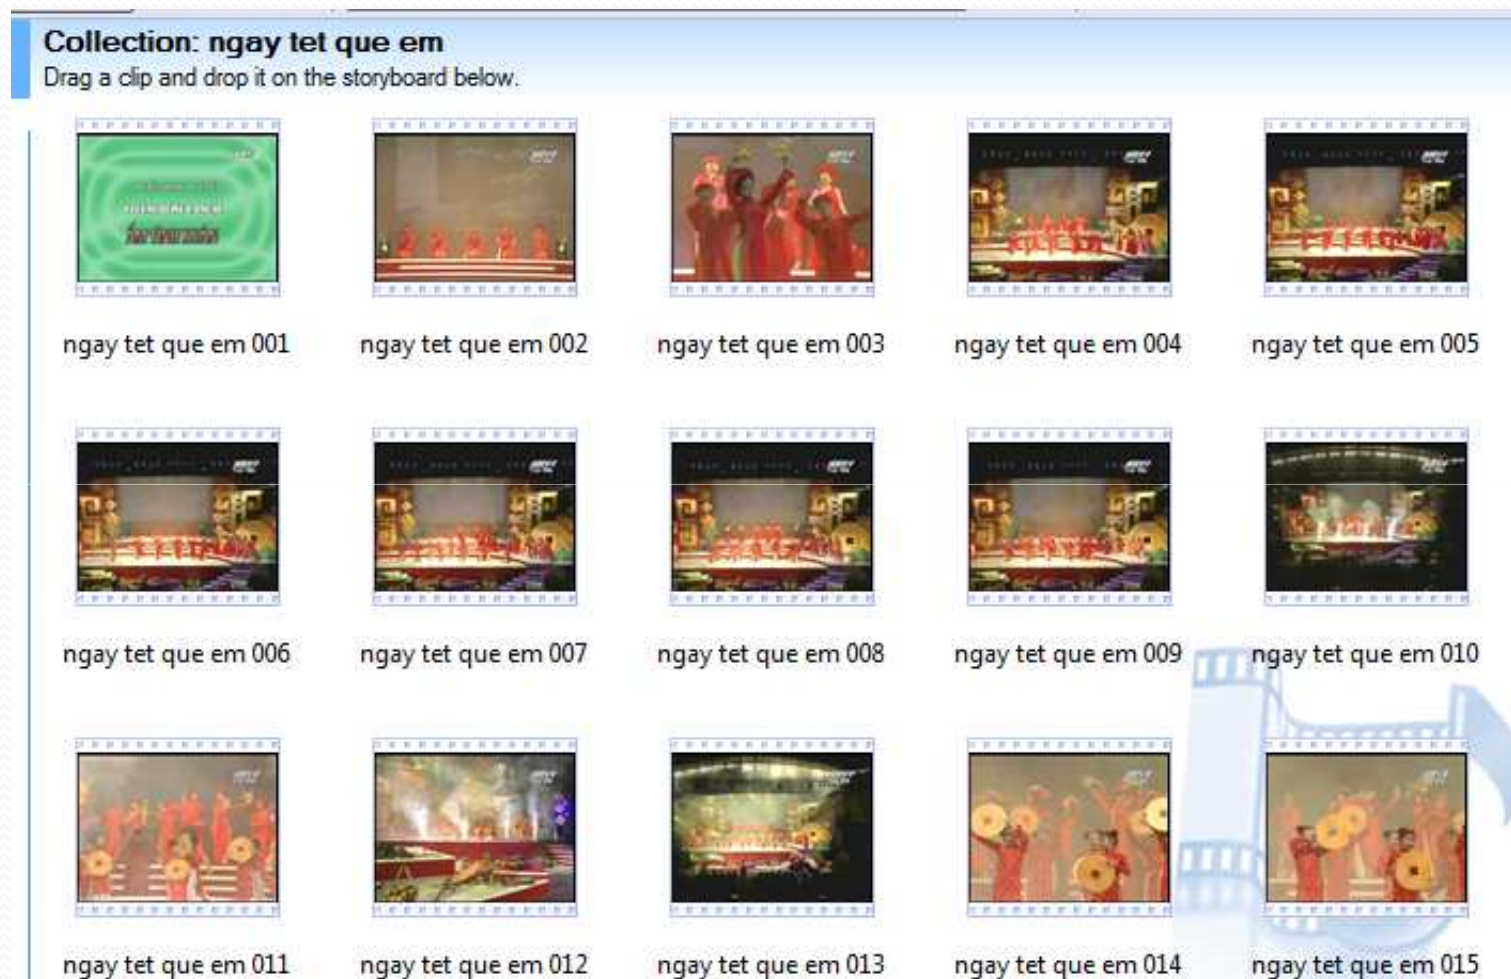 Collection: ngay tet que em
Drag a clip and drop it on the storyboard below.
ngay tet que em 001
ngay tet que em 002
ngay tet que em 003
ngay tet que em 004
ngay tet que em 005
ngay tet que em 006
ngay tet que em 007
ngay tet que em 008
ngay tet que em 009
ngay tet que em 010
ngay tet que em 011
ngay tet que em 012
ngay tet que em 013
ngay tet que em 014
ngay tet que em 015